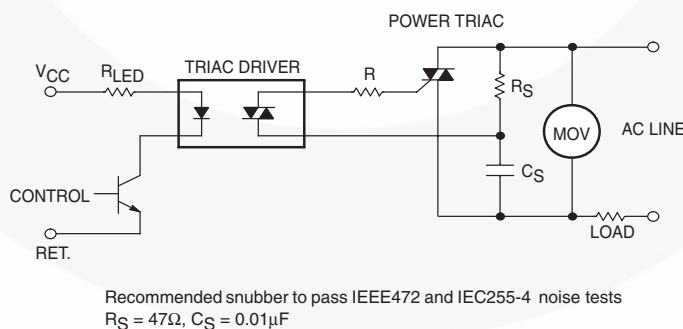 POWER TRIAC
VCC
RLED
TRIAC DRIVER
R
RS
MOV
AC LINE
CS
CONTROL
LOAD
RET.
Recommended snubber to pass IEEE472 and IEC255-4 noise tests
RS = 47Ω, CS = 0.01µF